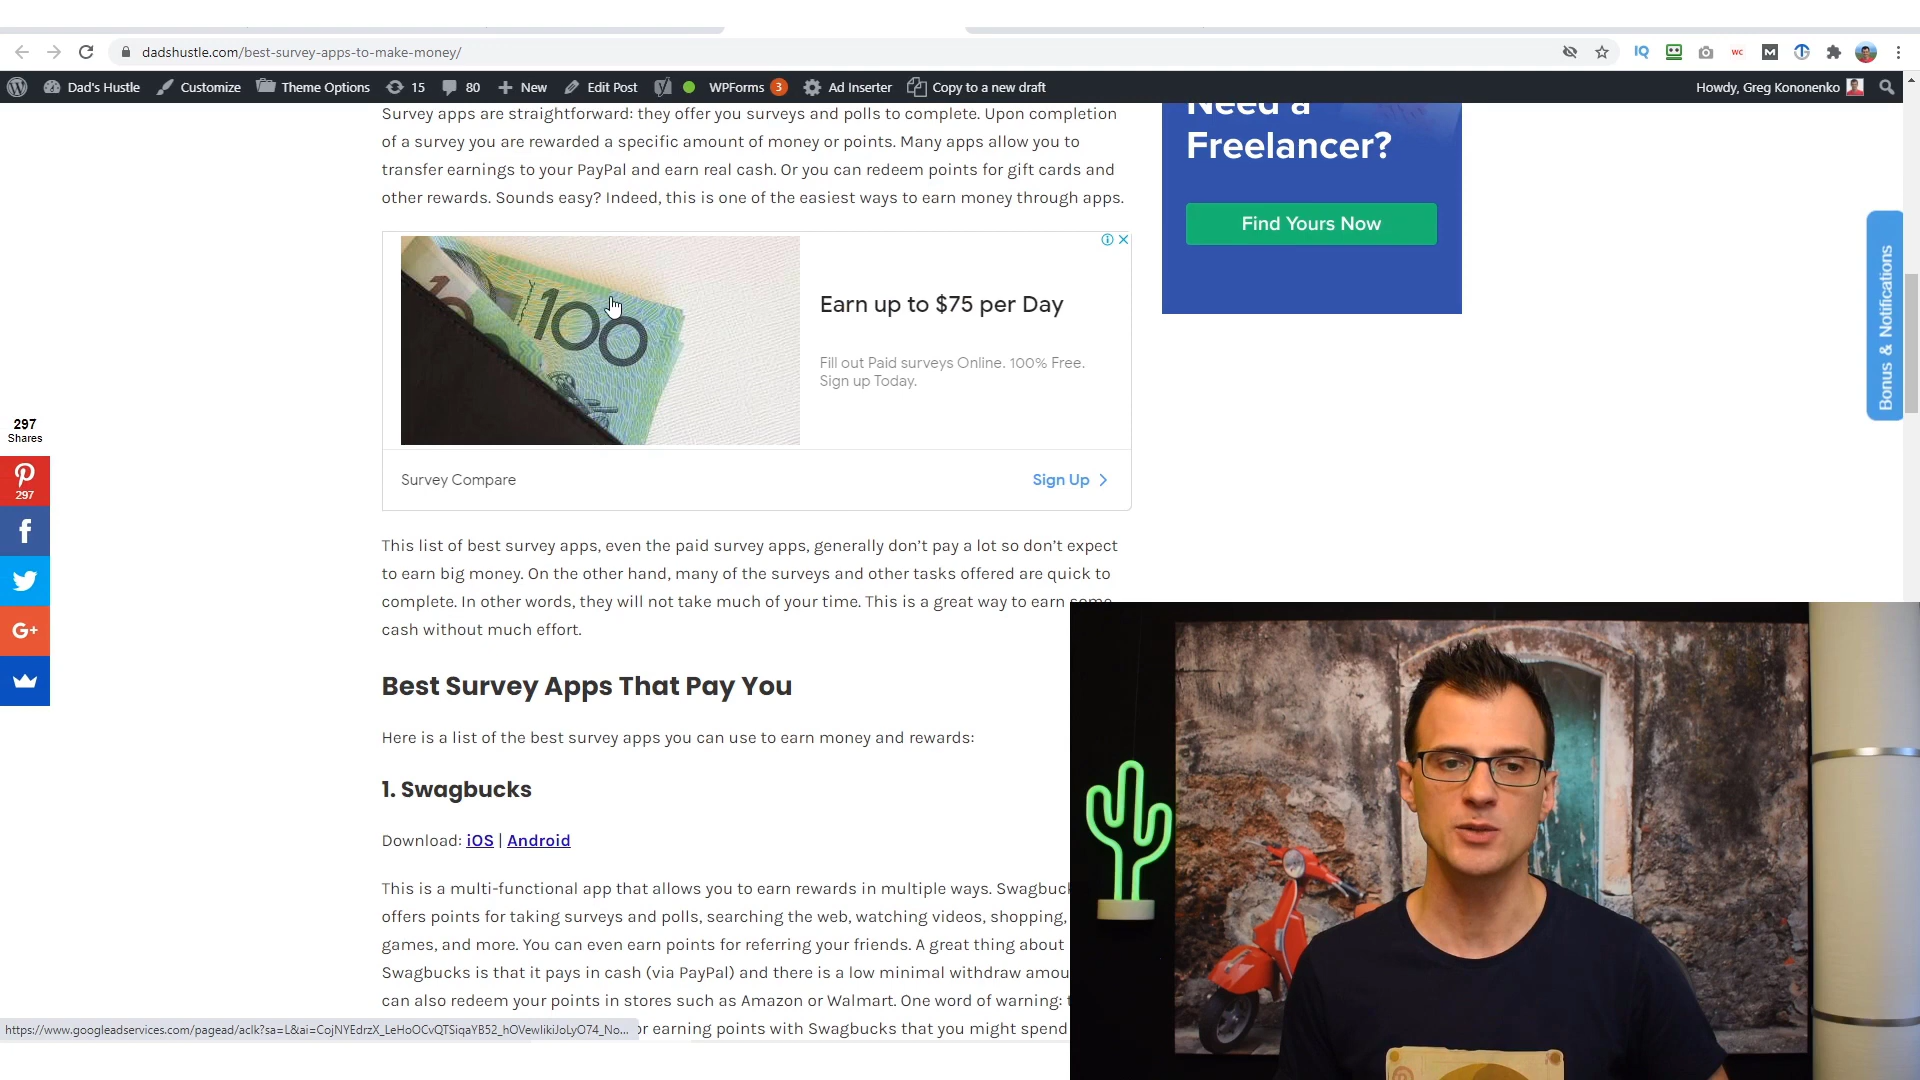 dadshustle.com/best-survey-apps-to-make-money/
IQ
WC
M
Dad's Hustle
Customize
Theme Options
15
80
New
Edit Post
WPForms 3
Ad Inserter
Copy to a new draft
Howdy, Greg Kononenko
Survey apps are straightforward: they offer you surveys and polls to complete. Upon completion
of a survey you are rewarded a specific amount of money or points. Many apps allow you to
transfer earnings to your PayPal and earn real cash. Or you can redeem points for gift cards and
other rewards. Sounds easy? Indeed, this is one of the easiest ways to earn money through apps.
Need a
Freelancer?
Find Yours Now
Bonus & Notifications
100
Earn up to $75 per Day
Fill out Paid surveys Online. 100% Free.
Sign up Today.
Survey Compare
Sign Up
297
Shares
297
G+
This list of best survey apps, even the paid survey apps, generally don't pay a lot so don't expect
to earn big money. On the other hand, many of the surveys and other tasks offered are quick to
complete. In other words, they will not take much of your time. This is a great way to earn some
cash without much effort.
Best Survey Apps That Pay You
Here is a list of the best survey apps you can use to earn money and rewards:
1. Swagbucks
Download: iOS | Android
This is a multi-functional app that allows you to earn rewards in multiple ways. Swagbuc
offers points for taking surveys and polls, searching the web, watching videos, shopping,
games, and more. You can even earn points for referring your friends. A great thing about
Swagbucks is that it pays in cash (via PayPal) and there is a low minimal withdraw amou
can also redeem your points in stores such as Amazon or Walmart. One word of warning:
or earning points with Swagbucks that you might spend